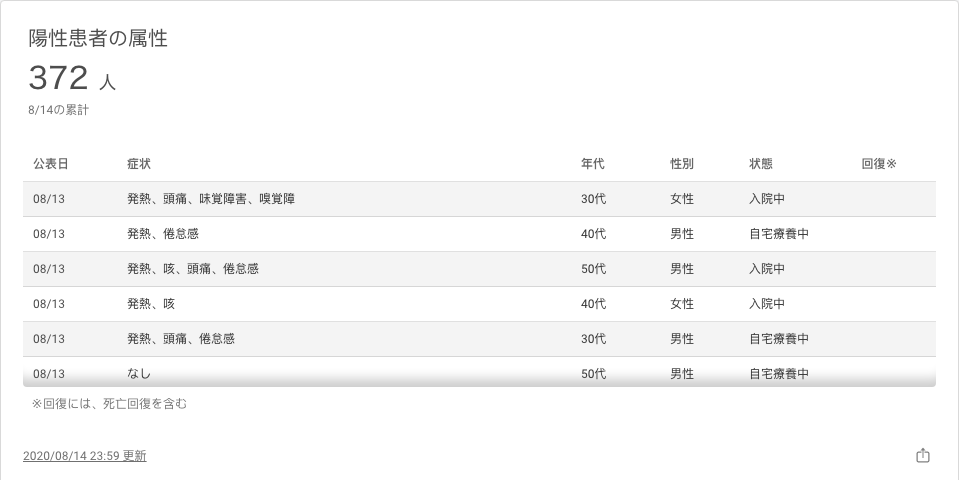 陽性患者の属性
372 人
8/14の累計
公表日 症状 年代 性別 状態 回復※
08/13 発熱、頭痛、味覚障害、嗅覚障 30代 女性 入院中
08/13 発熱、倦怠感 40代 男性 自宅療養中
08/13 発熱、咳、頭痛、倦怠感 50代 男性 入院中
08/13 発熱、咳 40代 女性 入院中
08/13 発熱、頭痛、倦怠感 30代 男性 自宅療養中
08/13 なし 50代 男性 自宅療養中
※回復には、死亡回復を含む
2020/08/14 23:59 更新